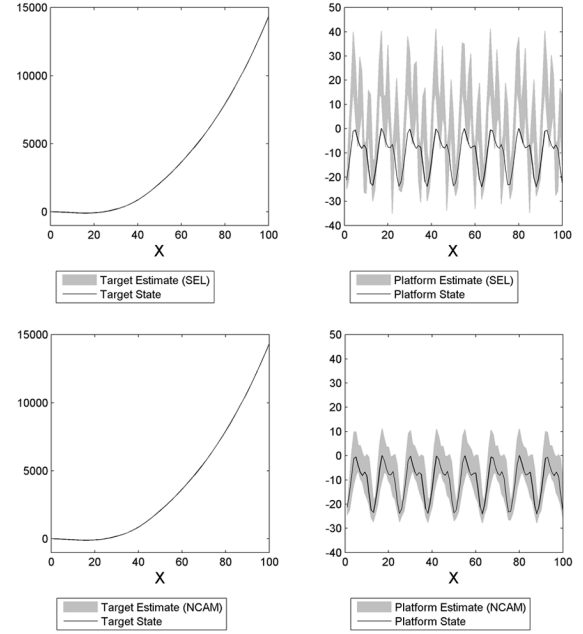 15000
10000
5000
0
0 20 40 60 80 100
X
Target Estimate (SEL)
Target State
50
40
30
20
10
0
-10
-20
-30
-40
0 20 40 60 80 100
X
Platform Estimate (SEL)
Platform State
15000
10000
5000
0
0 20 40 60 80 100
X
Target Estimate (NCAM)
Target State
50
40
30
20
10
0
-10
-20
-30
-40
0 20 40 60 80 100
X
Platform Estimate (NCAM)
Platform State